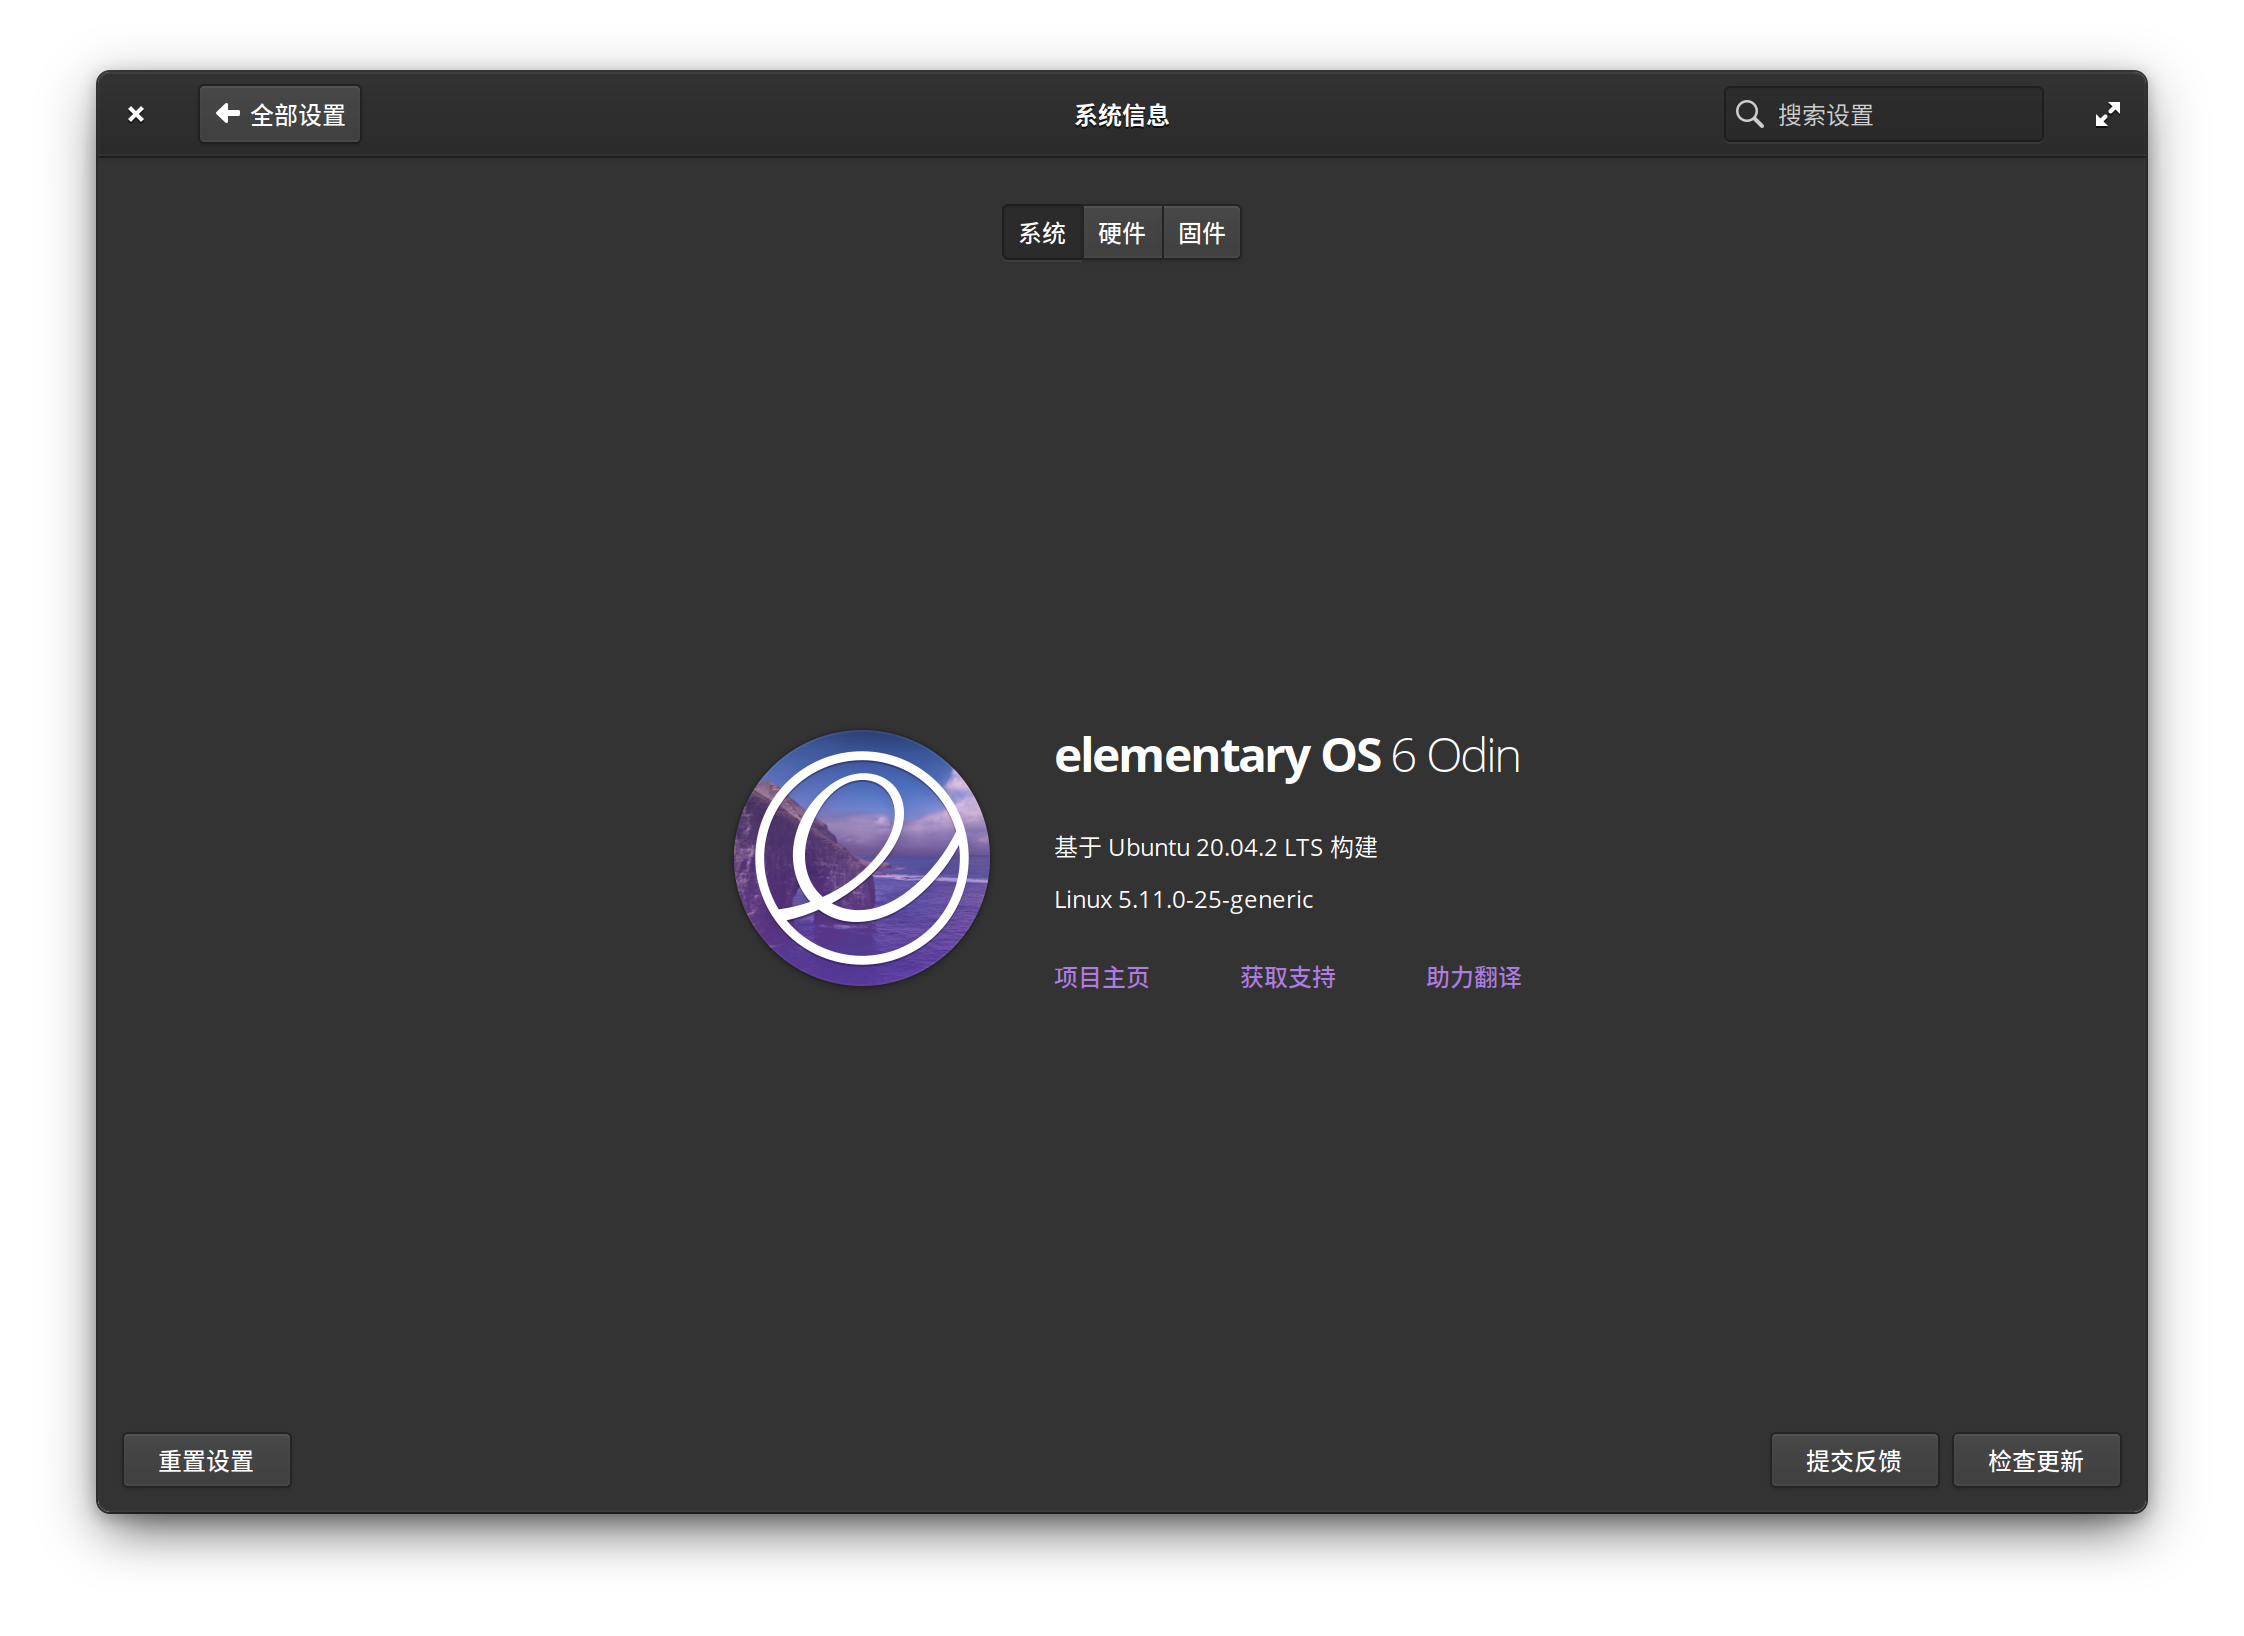 全部设置
系统信息
搜索设置
系统 硬件 固件
elementary OS 6 Odin
基于 Ubuntu 20.04.2 LTS 构建
Linux 5.11.0-25-generic
项目主页 获取支持 助力翻译
重置设置
提交反馈 检查更新